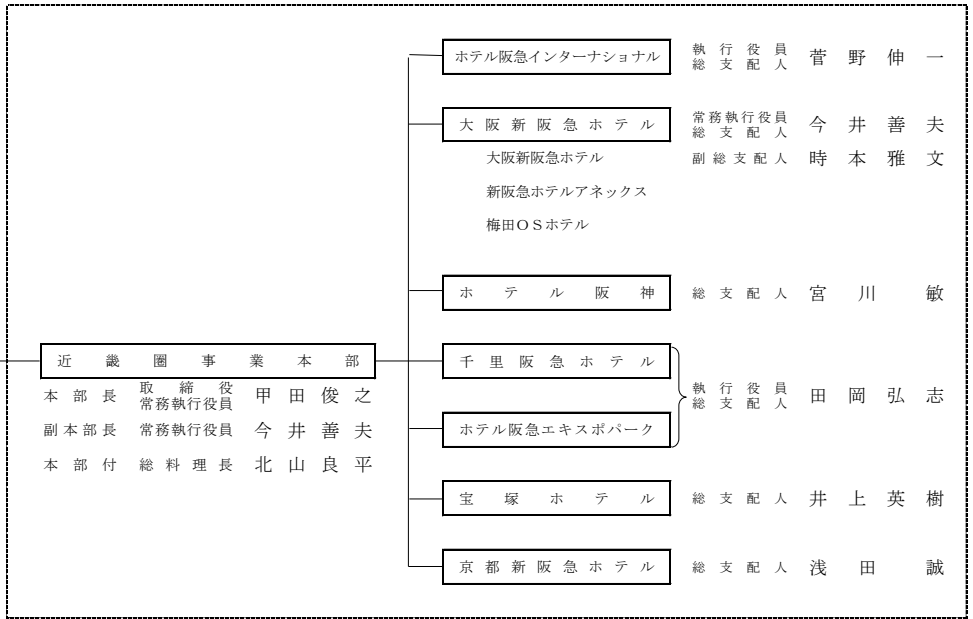 ホテル阪急インターナショナル 執行役員 総支配人 菅野伸一
大阪新阪急ホテル 常務執行役員 総支配人 今井善夫
大阪新阪急ホテル 副総支配人 時本雅文
新阪急ホテルアネックス
梅田ＯＳホテル
ホテル阪神 総支配人 宮川敏
近畿圏事業本部
本部長 取締役 常務執行役員 甲田俊之
副本部長 常務執行役員 今井善夫
本部付 総料理長 北山良平
千里阪急ホテル
ホテル阪急エキスポパーク
執行役員 総支配人 田岡弘志
宝塚ホテル 総支配人 井上英樹
京都新阪急ホテル 総支配人 浅田誠